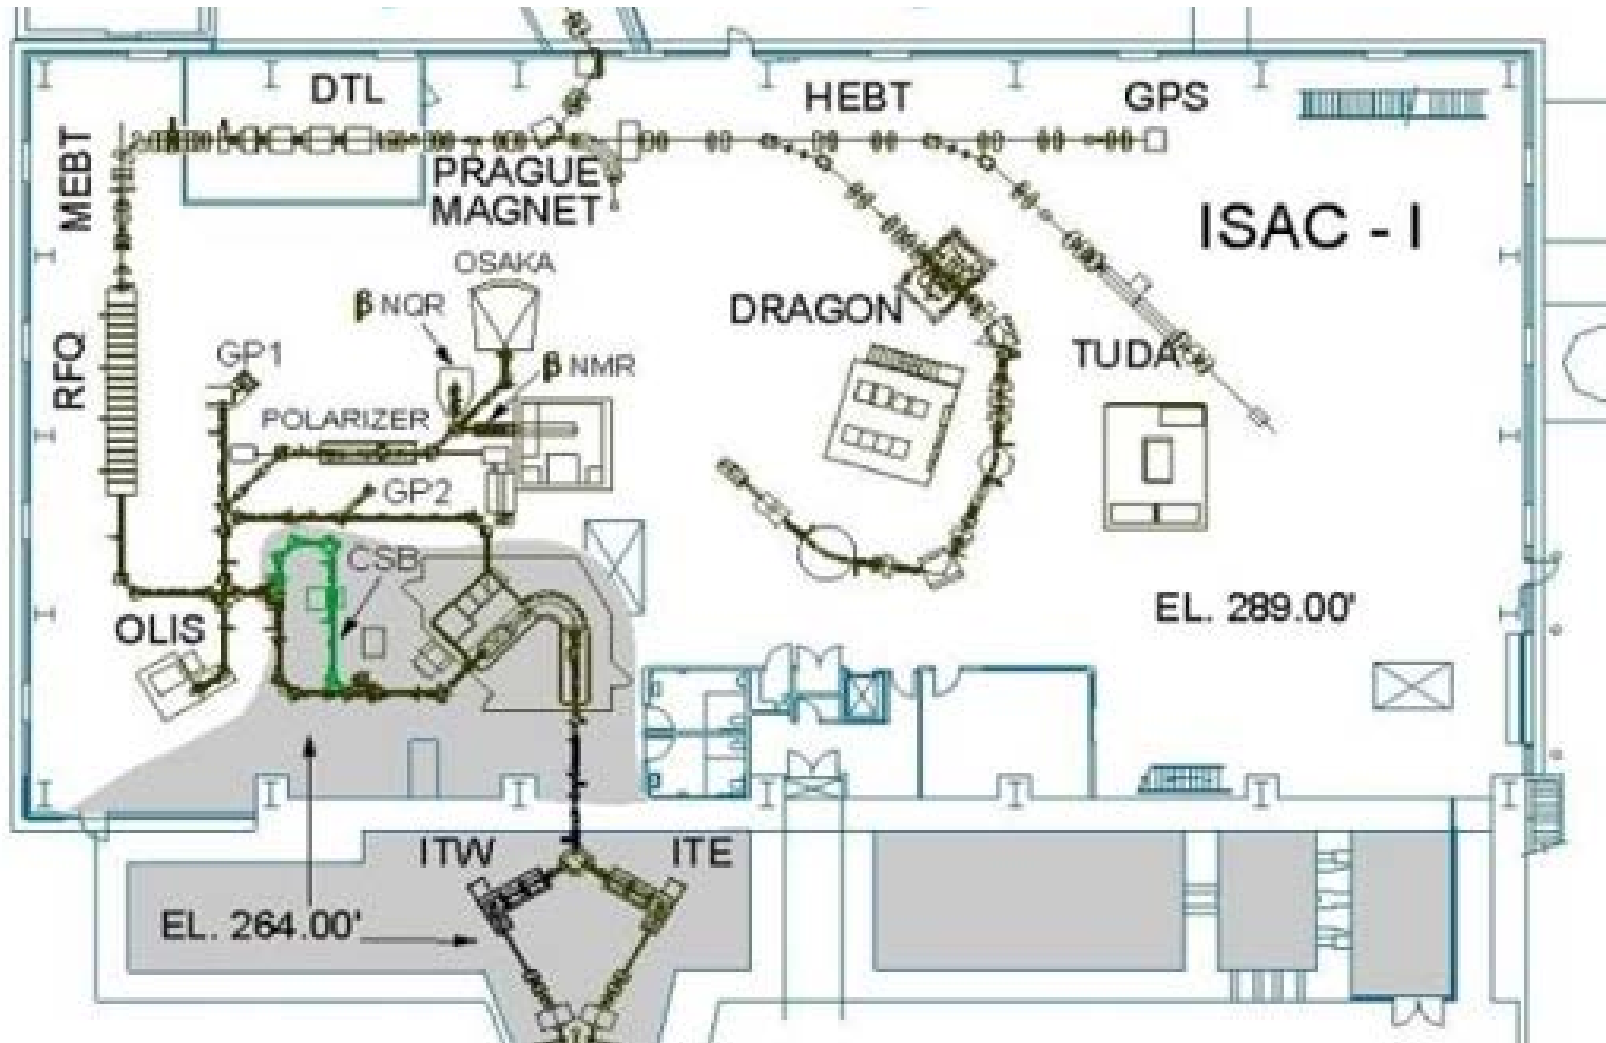 DTL
HEBT
GPS
MEBT
PRAGUE
MAGNET
ISAC - I
OSAKA
β NQR
DRAGON
RFQ
GP1
β NMR
TUDA
POLARIZER
GP2
CSB
OLIS
EL. 289.00'
ITW
ITE
EL. 264.00'